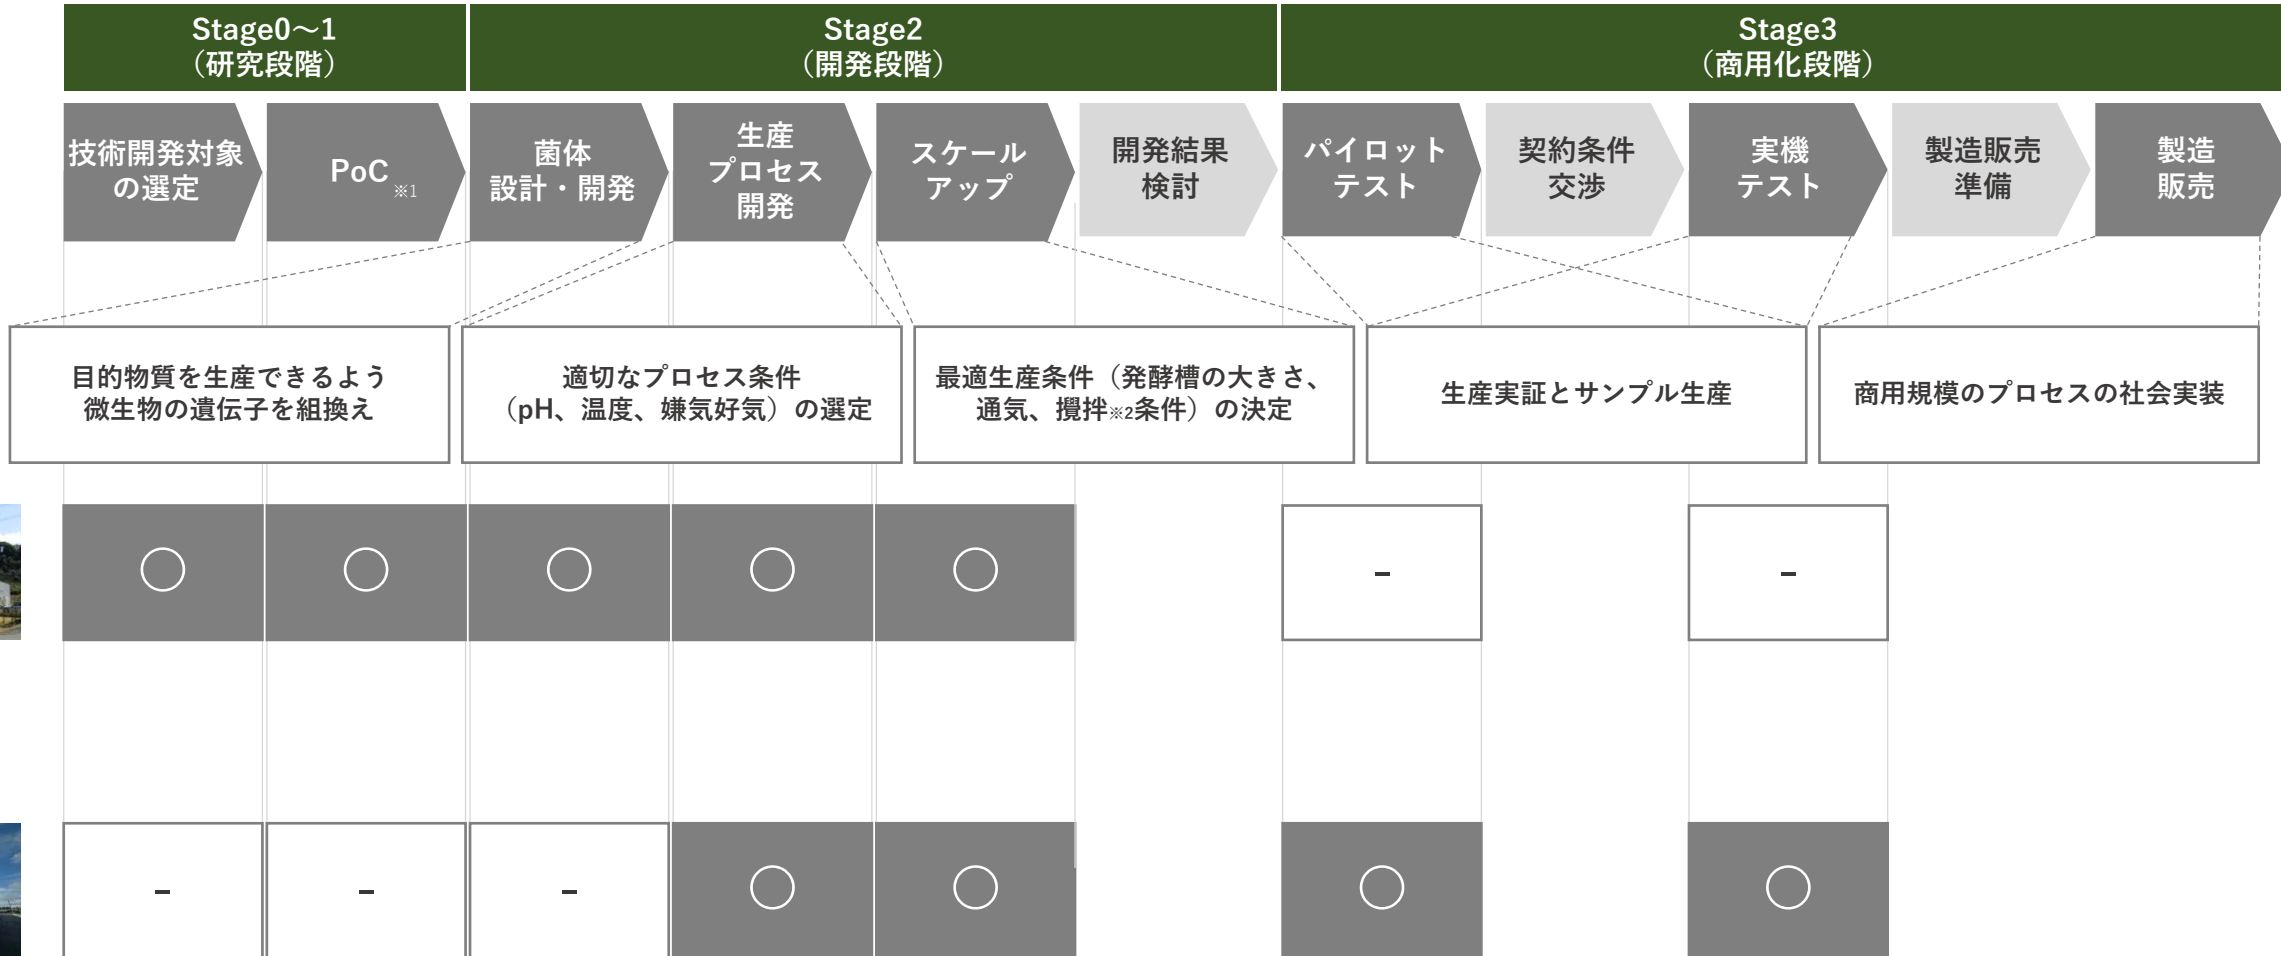 Stage0～1
（研究段階）
Stage2
（開発段階）
Stage3
（商用化段階）
技術開発対象
の選定
PoC ※1
菌体
設計・開発
生産
プロセス
開発
スケール
アップ
開発結果
検討
パイロット
テスト
契約条件
交渉
実機
テスト
製造販売
準備
製造
販売
目的物質を生産できるよう
微生物の遺伝子を組換え
適切なプロセス条件
（pH、温度、嫌気好気）の選定
最適生産条件（発酵槽の大きさ、
通気、攪拌※2条件）の決定
生産実証とサンプル生産
商用規模のプロセスの社会実装
○ ○ ○ ○ ○ - -
- - - ○ ○ ○ ○